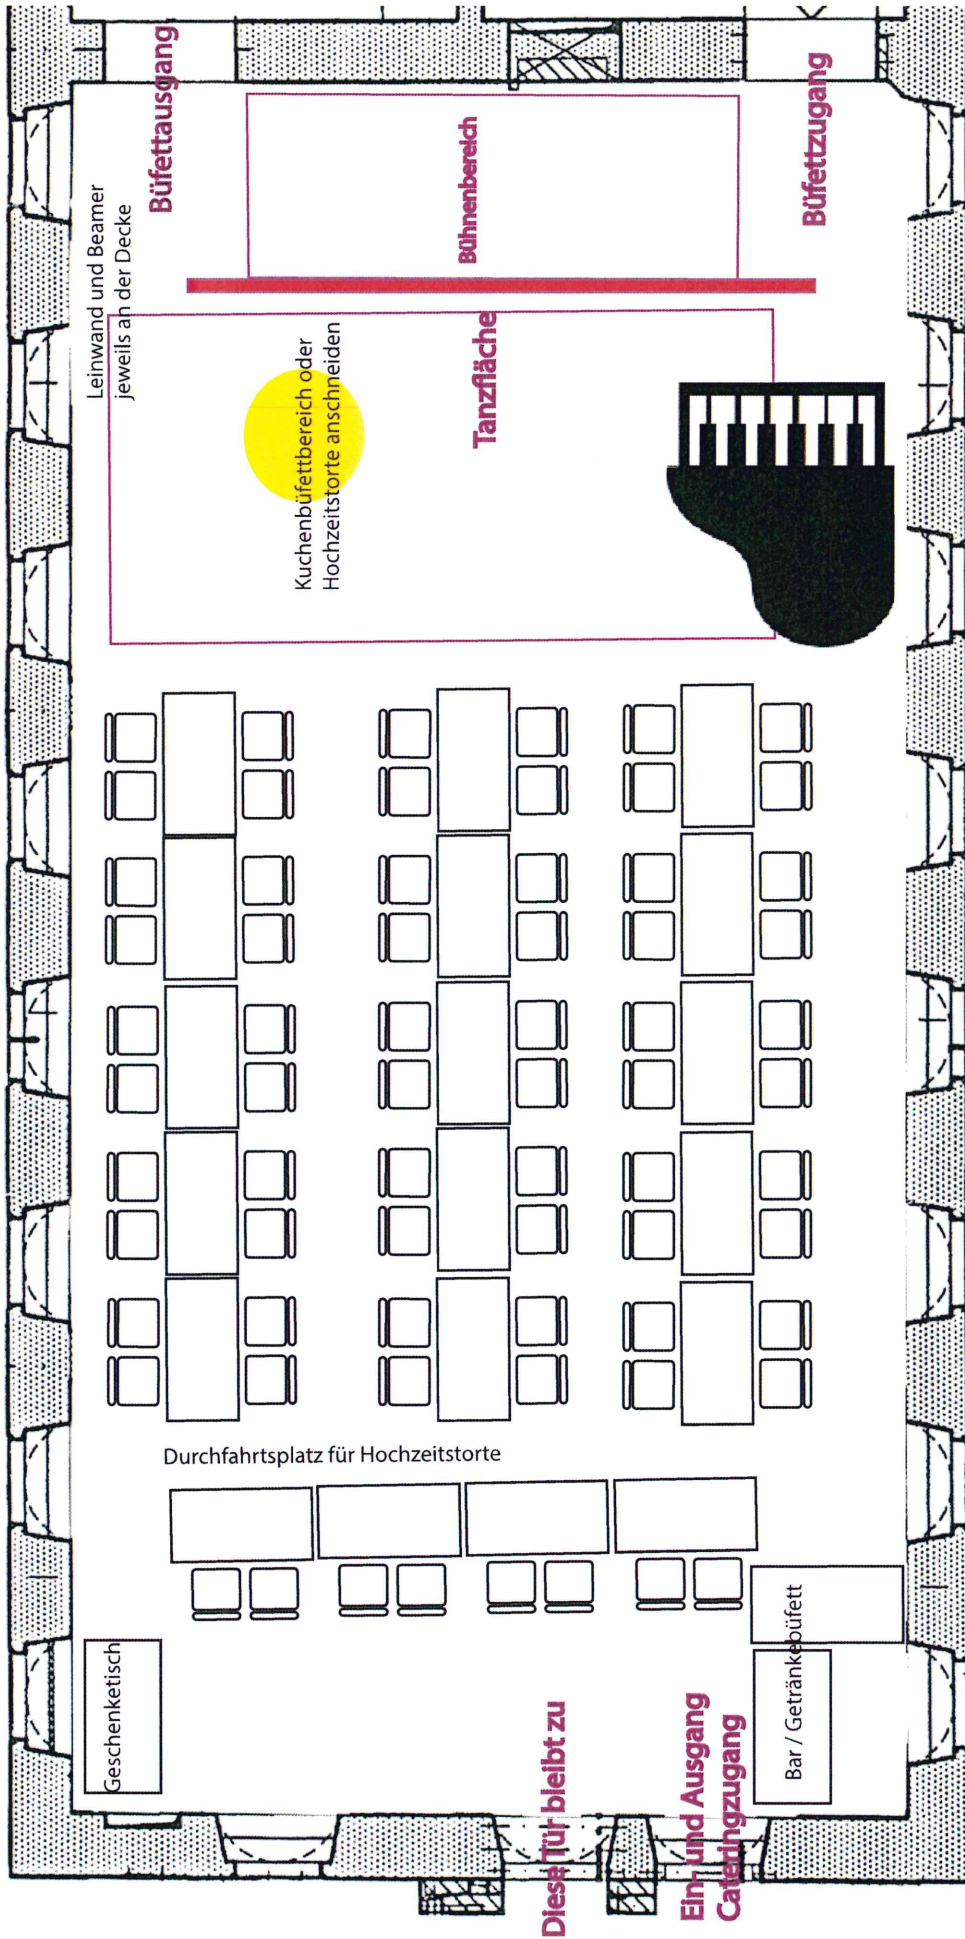 Büfettausgang
Büfettzugang
Bühnenbereich
Leinwand und Beamer
jeweils an der Decke
Tanzfläche
Kuchenbüfettbereich oder
Hochzeitstorte anschneiden
Durchfahrtsplatz für Hochzeitstorte
Geschenketisch
Bar / Getränkebüfett
Diese Tür bleibt zu
Ein- und Ausgang
Cateringzugang